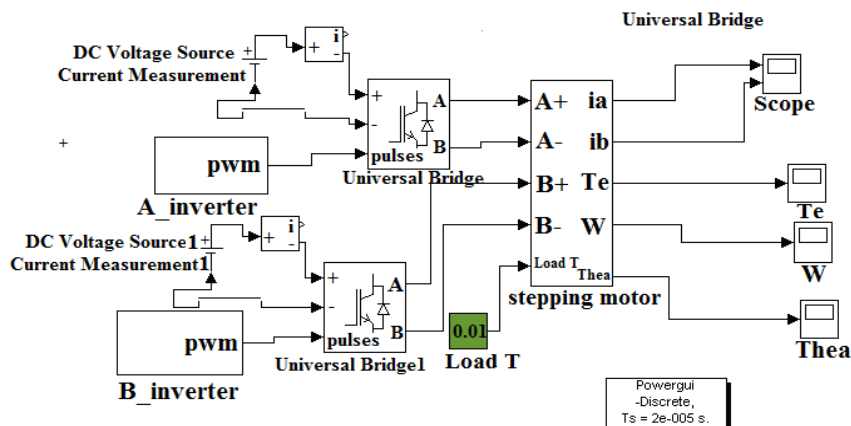 Universal Bridge
DC Voltage Source
Current Measurement
+
+ i
-
+
-
pulses
A
B
Universal Bridge
pwm
A_inverter
DC Voltage Source1
Current Measurement1
+
+ i
-
+
-
pulses
A
B
Universal Bridge1
pwm
B_inverter
0.01
Load T
A+ ia
A- ib
B+ Te
B- W
Load T
Thea
stepping motor
Scope
Te
W
Thea
Powergui
-Discrete,
Ts = 2e-005 s.